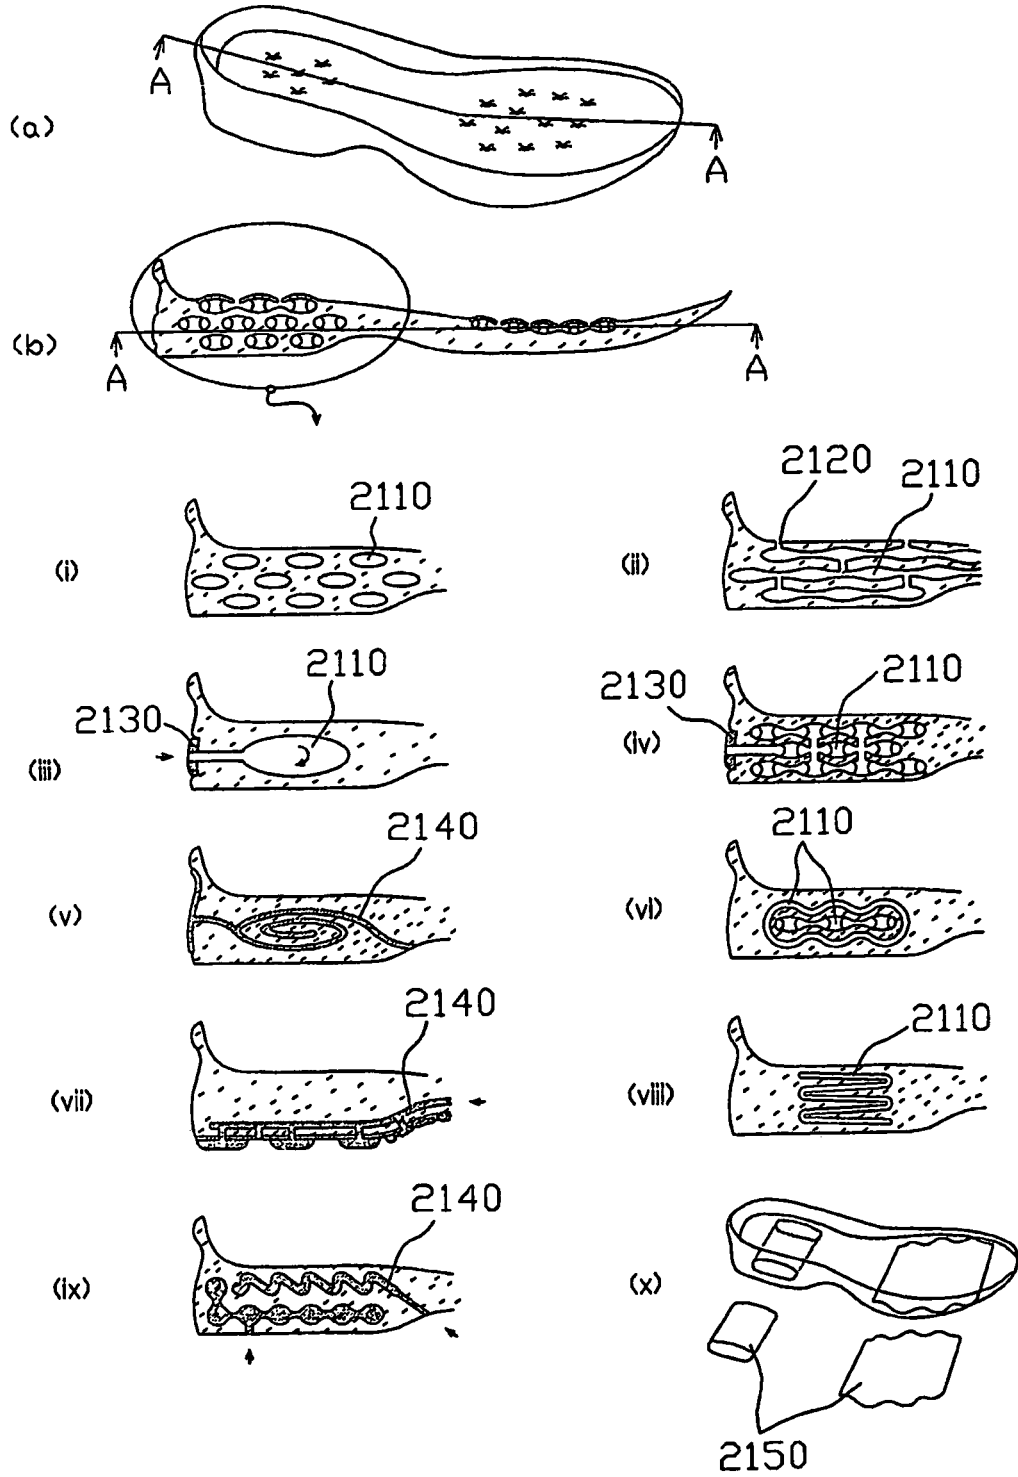 (a)
A
A
(b)
A
A
(i)
2110
(ii)
2120
2110
(iii)
2130
2110
(iv)
2130
2110
(v)
2140
(vi)
2110
(vii)
2140
(viii)
2110
(ix)
2140
(x)
2150